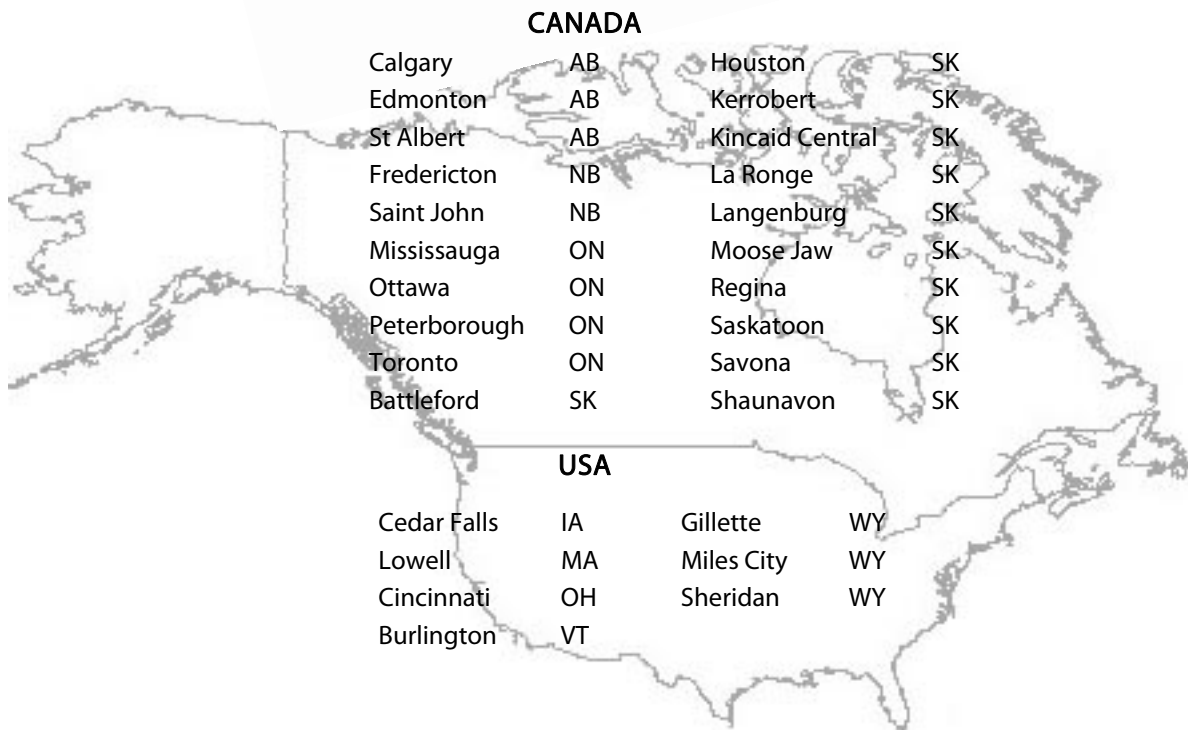 CANADA
Calgary AB Houston SK
Edmonton AB Kerrobert SK
St Albert AB Kincaid Central SK
Fredericton NB La Ronge SK
Saint John NB Langenburg SK
Mississauga ON Moose Jaw SK
Ottawa ON Regina SK
Peterborough ON Saskatoon SK
Toronto ON Savona SK
Battleford SK Shaunavon SK
USA
Cedar Falls IA Gillette WY
Lowell MA Miles City WY
Cincinnati OH Sheridan WY
Burlington VT